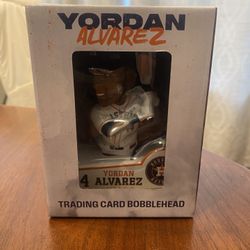 YORDAN
ALVAREZ
YORDAN
4 ALVAREZ
H
TRADING CARD BOBBLEHEAD